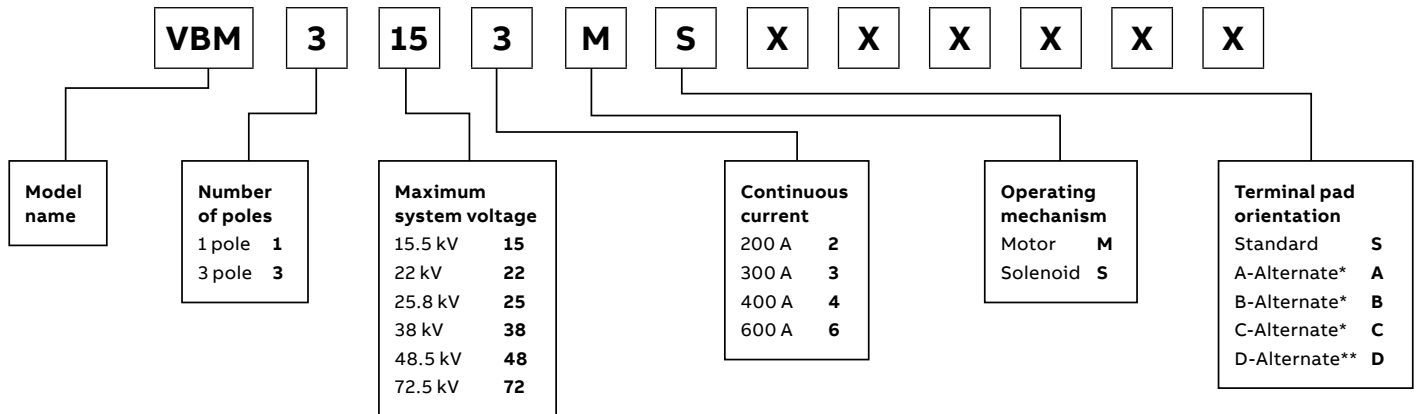 VBM 3 15 3 M S X X X X X X
Model
name
Number
of poles
1 pole 1
3 pole 3
Maximum
system voltage
15.5 kV 15
22 kV 22
25.8 kV 25
38 kV 38
48.5 kV 48
72.5 kV 72
Continuous
current
200 A 2
300 A 3
400 A 4
600 A 6
Operating
mechanism
Motor M
Solenoid S
Terminal pad
orientation
Standard S
A-Alternate* A
B-Alternate* B
C-Alternate* C
D-Alternate** D